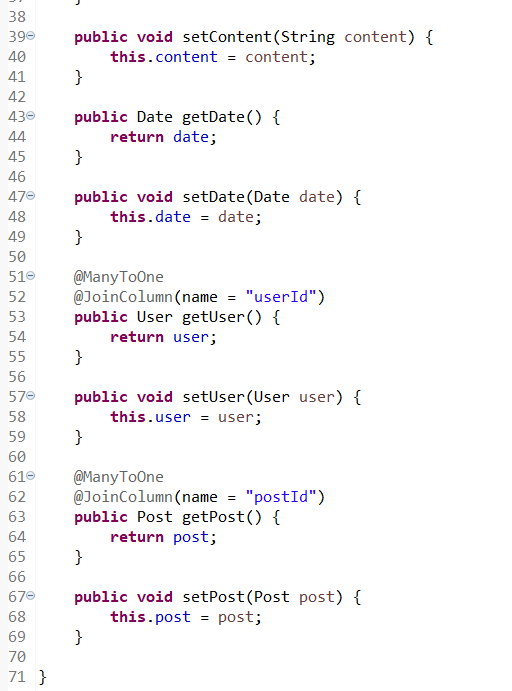 38
39    public void setContent(String content) {
40        this.content = content;
41    }
42
43    public Date getDate() {
44        return date;
45    }
46
47    public void setDate(Date date) {
48        this.date = date;
49    }
50
51    @ManyToOne
52    @JoinColumn(name = "userId")
53    public User getUser() {
54        return user;
55    }
56
57    public void setUser(User user) {
58        this.user = user;
59    }
60
61    @ManyToOne
62    @JoinColumn(name = "postId")
63    public Post getPost() {
64        return post;
65    }
66
67    public void setPost(Post post) {
68        this.post = post;
69    }
70
71 }